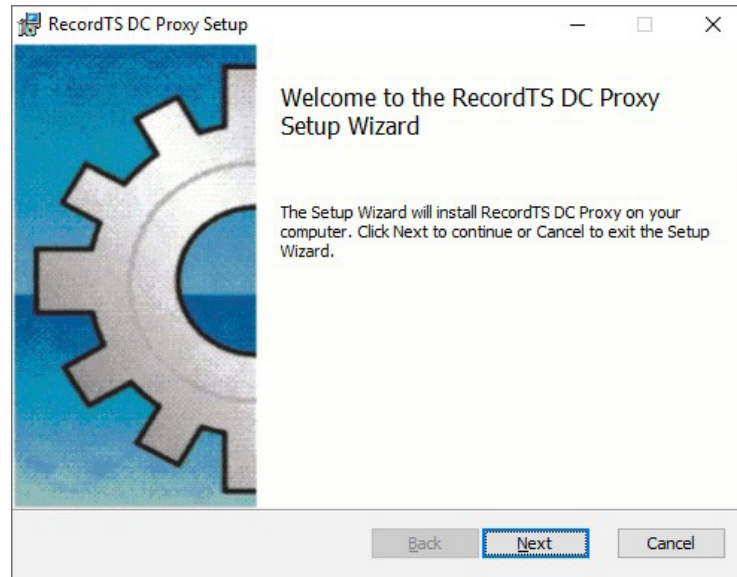 RecordTS DC Proxy Setup
Welcome to the RecordTS DC Proxy
Setup Wizard
The Setup Wizard will install RecordTS DC Proxy on your
computer. Click Next to continue or Cancel to exit the Setup
Wizard.
Back Next Cancel